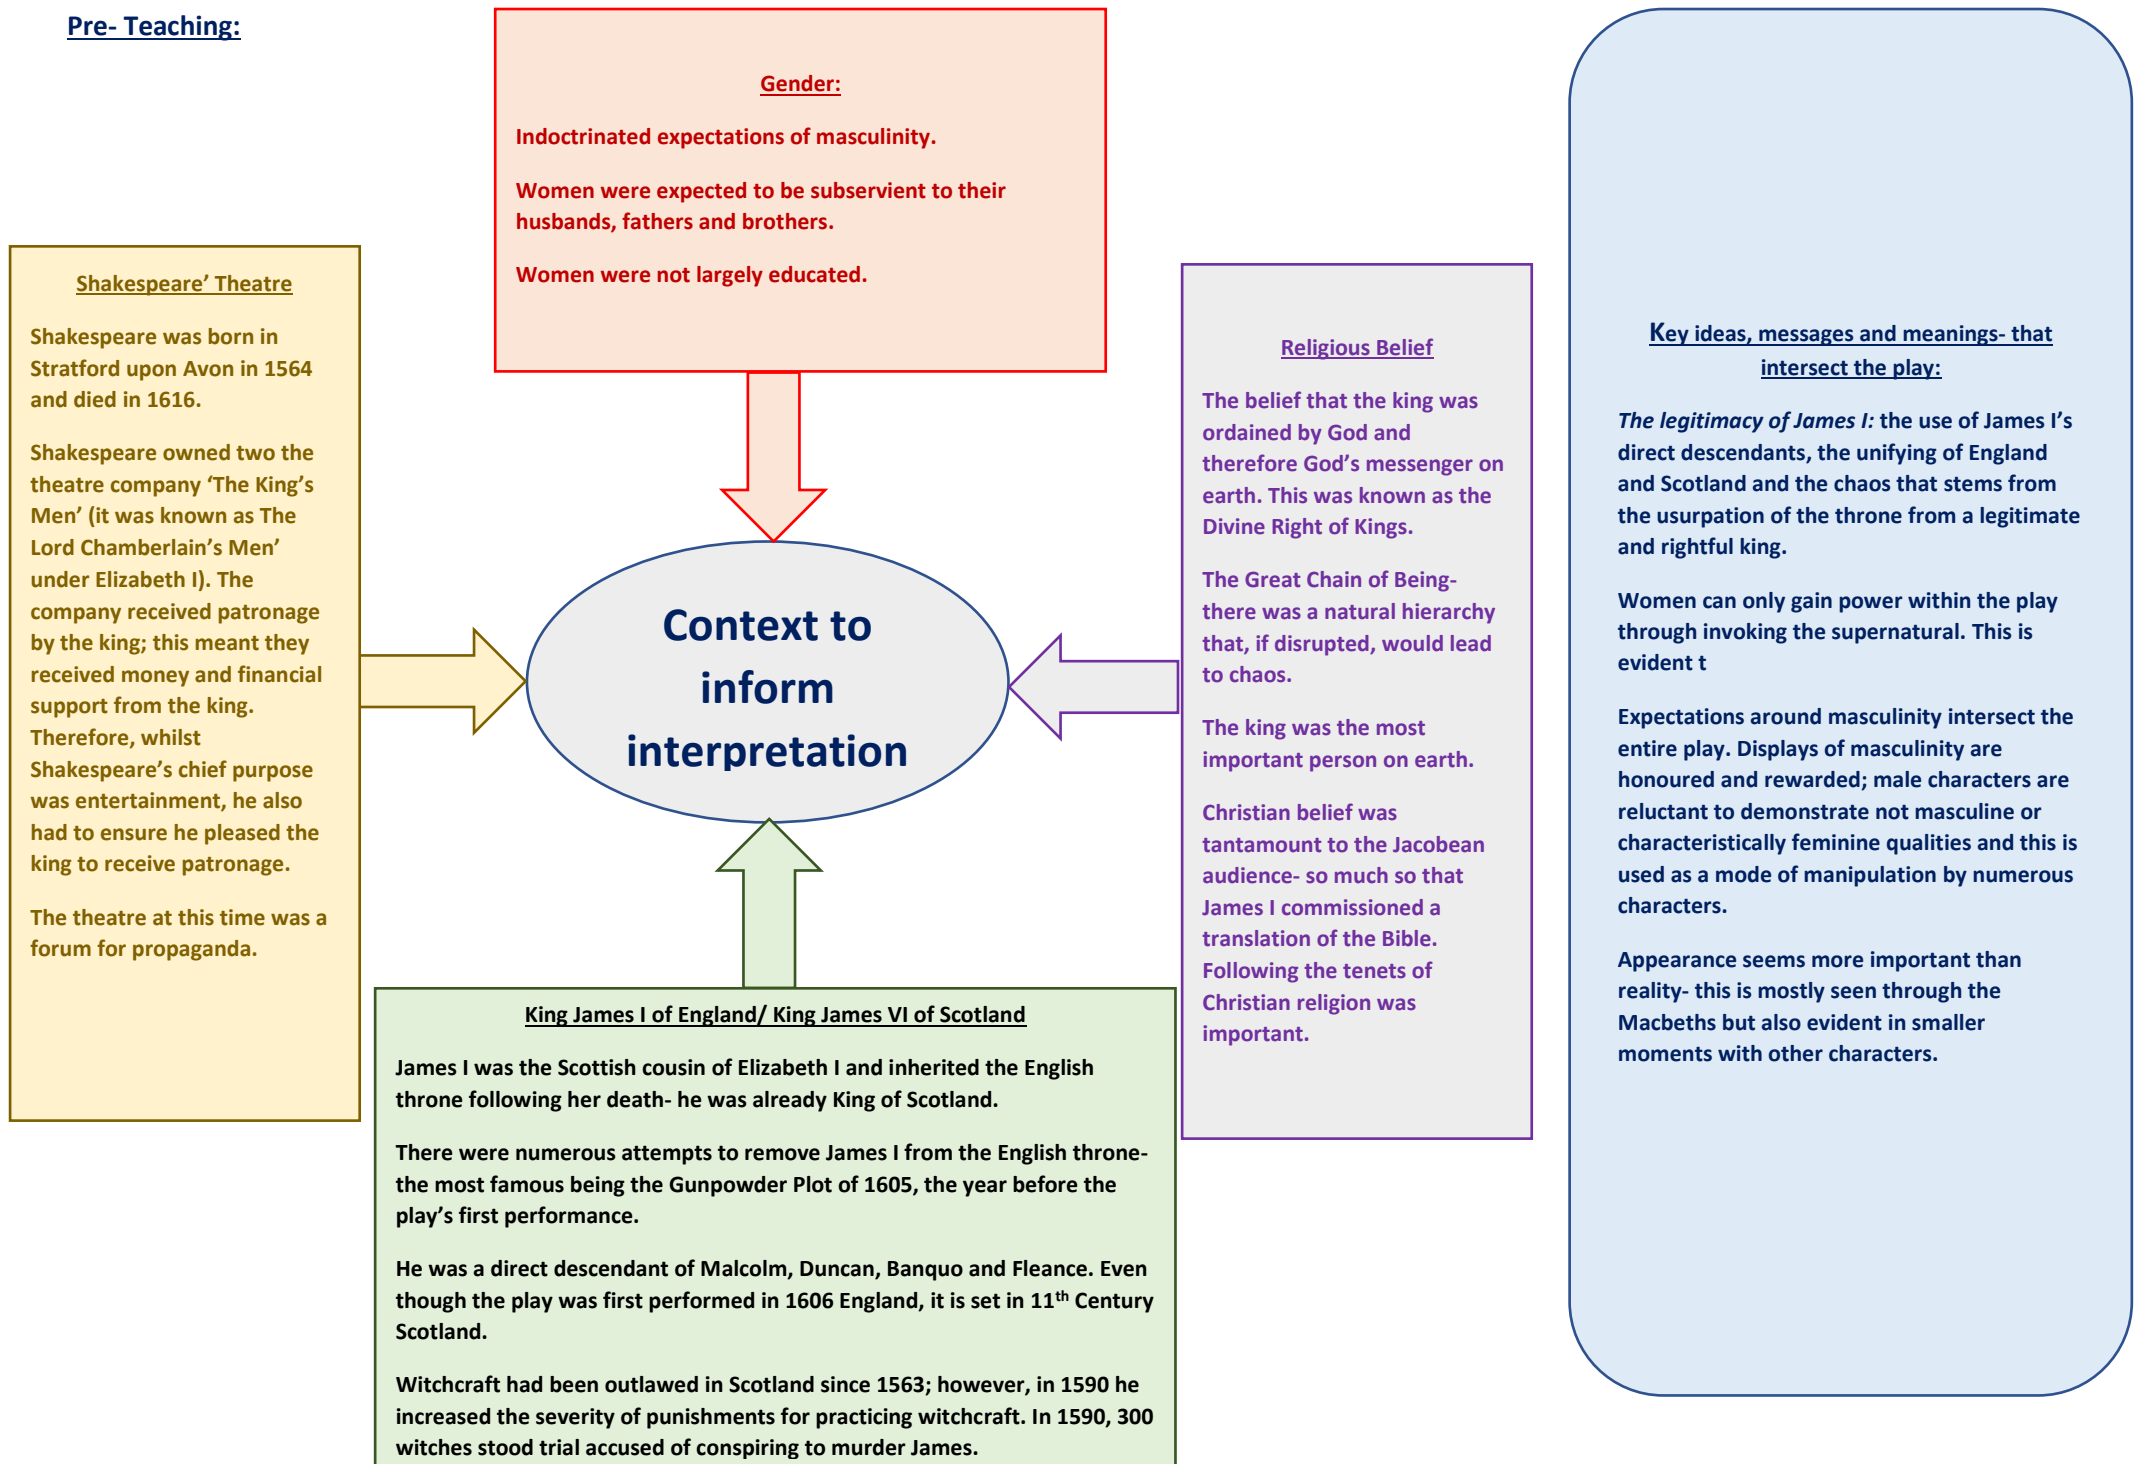 Pre- Teaching:
Gender:
Indoctrinated expectations of masculinity.
Women were expected to be subservient to their
husbands, fathers and brothers.
Women were not largely educated.
Shakespeare’ Theatre
Shakespeare was born in
Stratford upon Avon in 1564
and died in 1616.
Shakespeare owned two the
theatre company ‘The King’s
Men’ (it was known as The
Lord Chamberlain’s Men’
under Elizabeth I). The
company received patronage
by the king; this meant they
received money and financial
support from the king.
Therefore, whilst
Shakespeare’s chief purpose
was entertainment, he also
had to ensure he pleased the
king to receive patronage.
The theatre at this time was a
forum for propaganda.
Context to
inform
interpretation
Religious Belief
The belief that the king was
ordained by God and
therefore God’s messenger on
earth. This was known as the
Divine Right of Kings.
The Great Chain of Being-
there was a natural hierarchy
that, if disrupted, would lead
to chaos.
The king was the most
important person on earth.
Christian belief was
tantamount to the Jacobean
audience- so much so that
James I commissioned a
translation of the Bible.
Following the tenets of
Christian religion was
important.
King James I of England/ King James VI of Scotland
James I was the Scottish cousin of Elizabeth I and inherited the English
throne following her death- he was already King of Scotland.
There were numerous attempts to remove James I from the English throne-
the most famous being the Gunpowder Plot of 1605, the year before the
play’s first performance.
He was a direct descendant of Malcolm, Duncan, Banquo and Fleance. Even
though the play was first performed in 1606 England, it is set in 11th Century
Scotland.
Witchcraft had been outlawed in Scotland since 1563; however, in 1590 he
increased the severity of punishments for practicing witchcraft. In 1590, 300
witches stood trial accused of conspiring to murder James.
Key ideas, messages and meanings- that
intersect the play:
The legitimacy of James I: the use of James I’s
direct descendants, the unifying of England
and Scotland and the chaos that stems from
the usurpation of the throne from a legitimate
and rightful king.
Women can only gain power within the play
through invoking the supernatural. This is
evident t
Expectations around masculinity intersect the
entire play. Displays of masculinity are
honoured and rewarded; male characters are
reluctant to demonstrate not masculine or
characteristically feminine qualities and this is
used as a mode of manipulation by numerous
characters.
Appearance seems more important than
reality- this is mostly seen through the
Macbeths but also evident in smaller
moments with other characters.